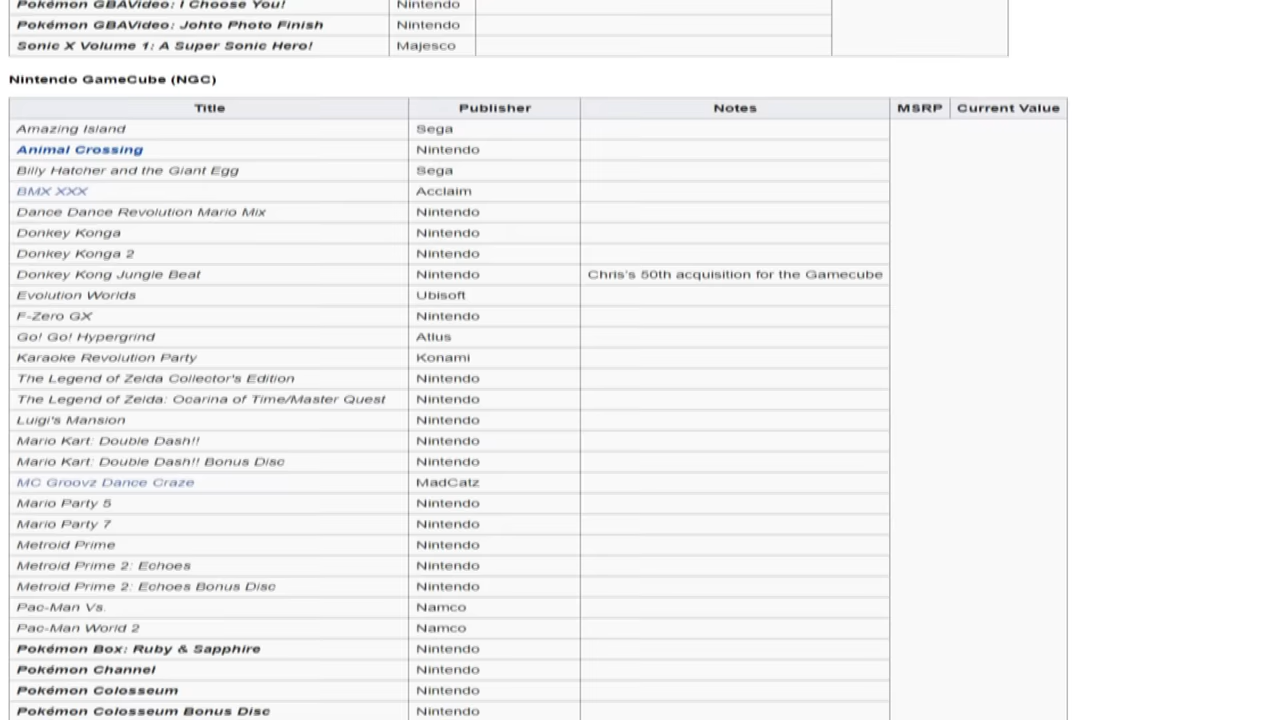 Pokémon GBAVideo: I Choose You! Nintendo
Pokémon GBAVideo: Johto Photo Finish Nintendo
Sonic X Volume 1: A Super Sonic Hero! Majesco
Nintendo GameCube (NGC)
Title Publisher Notes MSRP Current Value
Amazing Island Sega
Animal Crossing Nintendo
Billy Hatcher and the Giant Egg Sega
BMX XXX Acclaim
Dance Dance Revolution Mario Mix Nintendo
Donkey Konga Nintendo
Donkey Konga 2 Nintendo
Donkey Kong Jungle Beat Nintendo Chris's 50th acquisition for the Gamecube
Evolution Worlds Ubisoft
F-Zero GX Nintendo
Go! Go! Hypergrind Atlus
Karaoke Revolution Party Konami
The Legend of Zelda Collector's Edition Nintendo
The Legend of Zelda: Ocarina of Time/Master Quest Nintendo
Luigi's Mansion Nintendo
Mario Kart: Double Dash!! Nintendo
Mario Kart: Double Dash!! Bonus Disc Nintendo
MC Groovz Dance Craze MadCatz
Mario Party 5 Nintendo
Mario Party 7 Nintendo
Metroid Prime Nintendo
Metroid Prime 2: Echoes Nintendo
Metroid Prime 2: Echoes Bonus Disc Nintendo
Pac-Man Vs. Namco
Pac-Man World 2 Namco
Pokémon Box: Ruby & Sapphire Nintendo
Pokémon Channel Nintendo
Pokémon Colosseum Nintendo
Pokémon Colosseum Bonus Disc Nintendo